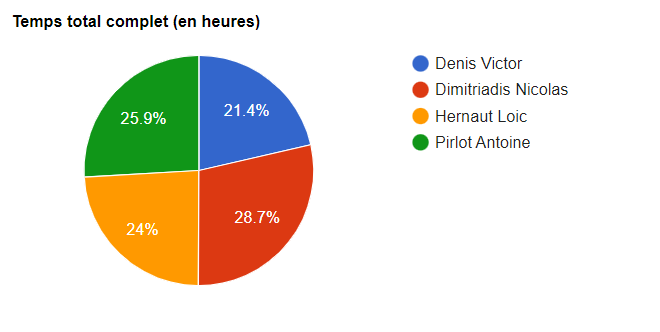 Temps total complet (en heures)
Denis Victor
Dimitriadis Nicolas
Hernaut Loic
Pirlot Antoine
21.4%
25.9%
28.7%
24%